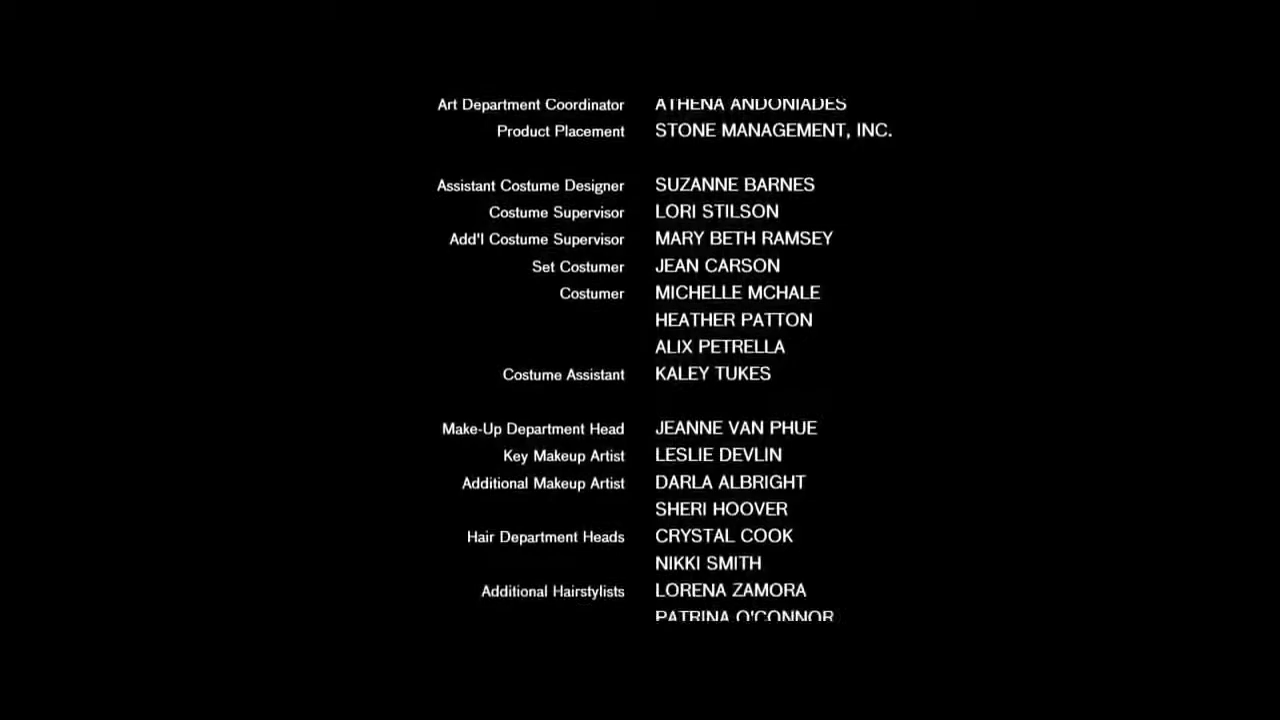 Art Department Coordinator ATHENA ANDONIADES
Product Placement STONE MANAGEMENT, INC.
Assistant Costume Designer SUZANNE BARNES
Costume Supervisor LORI STILSON
Add'l Costume Supervisor MARY BETH RAMSEY
Set Costumer JEAN CARSON
Costumer MICHELLE MCHALE
HEATHER PATTON
ALIX PETRELLA
Costume Assistant KALEY TUKES
Make-Up Department Head JEANNE VAN PHUE
Key Makeup Artist LESLIE DEVLIN
Additional Makeup Artist DARLA ALBRIGHT
SHERI HOOVER
Hair Department Heads CRYSTAL COOK
NIKKI SMITH
Additional Hairstylists LORENA ZAMORA
PATRINA O'CONNOR